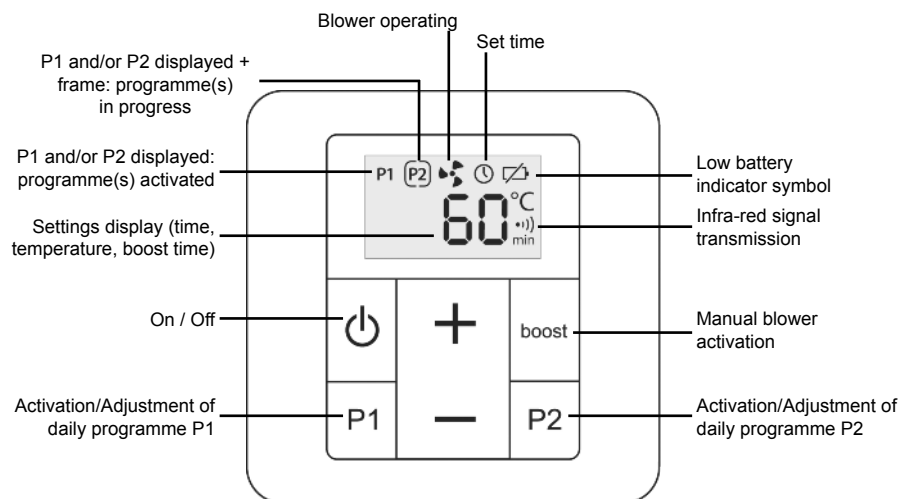 Blower operating
Set time
P1 and/or P2 displayed +
frame: programme(s)
in progress
P1 and/or P2 displayed:
programme(s) activated
Settings display (time,
temperature, boost time)
On / Off
Activation/Adjustment of
daily programme P1
P1 P2
60 °C
min
boost
P1
P2
Low battery
indicator symbol
Infra-red signal
transmission
Manual blower
activation
Activation/Adjustment of
daily programme P2